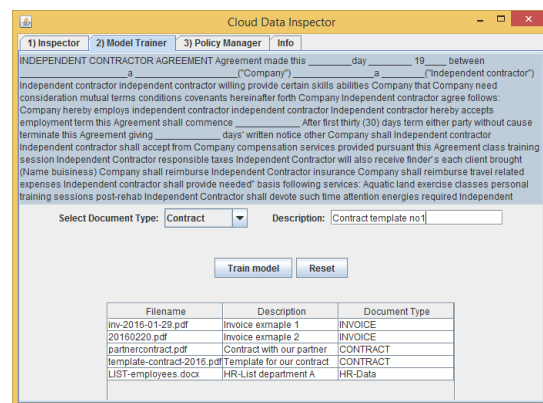 Cloud Data Inspector
1) Inspector 2) Model Trainer 3) Policy Manager Info
INDEPENDENT CONTRACTOR AGREEMENT Agreement made this ________day ________ 19____ between
____________________a____________________("Company") ______________a ________("Independent contractor")
Independent contractor independent contractor willing provide certain skills abilities Company that Company need
consideration mutual terms conditions covenants hereinafter forth Company Independent contractor agree follows:
Company hereby employs independent contractor independent contractor Independent contractor hereby accepts
employment term this Agreement shall commence ______________ After first thirty (30) days term either party without cause
terminate this Agreement giving __________ days' written notice other Company shall Independent contractor
Independent contractor shall accept from Company compensation services provided pursuant this Agreement class training
session Independent Contractor responsible taxes Independent Contractor will also receive finder's each client brought
(Name buisiness) Company shall reimburse Independent Contractor insurance Company shall reimburse travel related
expenses Independent contractor shall provide needed" basis following services: Aquatic land exercise classes personal
training sessions post-rehab Independent Contractor shall devote such time attention energies required Independent
Select Document Type: Contract Description: Contract template no1
Train model Reset
Filename Description Document Type
inv-2016-01-29.pdf Invoice exmaple 1 INVOICE
20160220.pdf Invoice exmaple 2 INVOICE
partnercontract.pdf Contract with our partner CONTRACT
template-contract-2016.pdf Template for our contract CONTRACT
LIST-employees.docx HR-List department A HR-Data